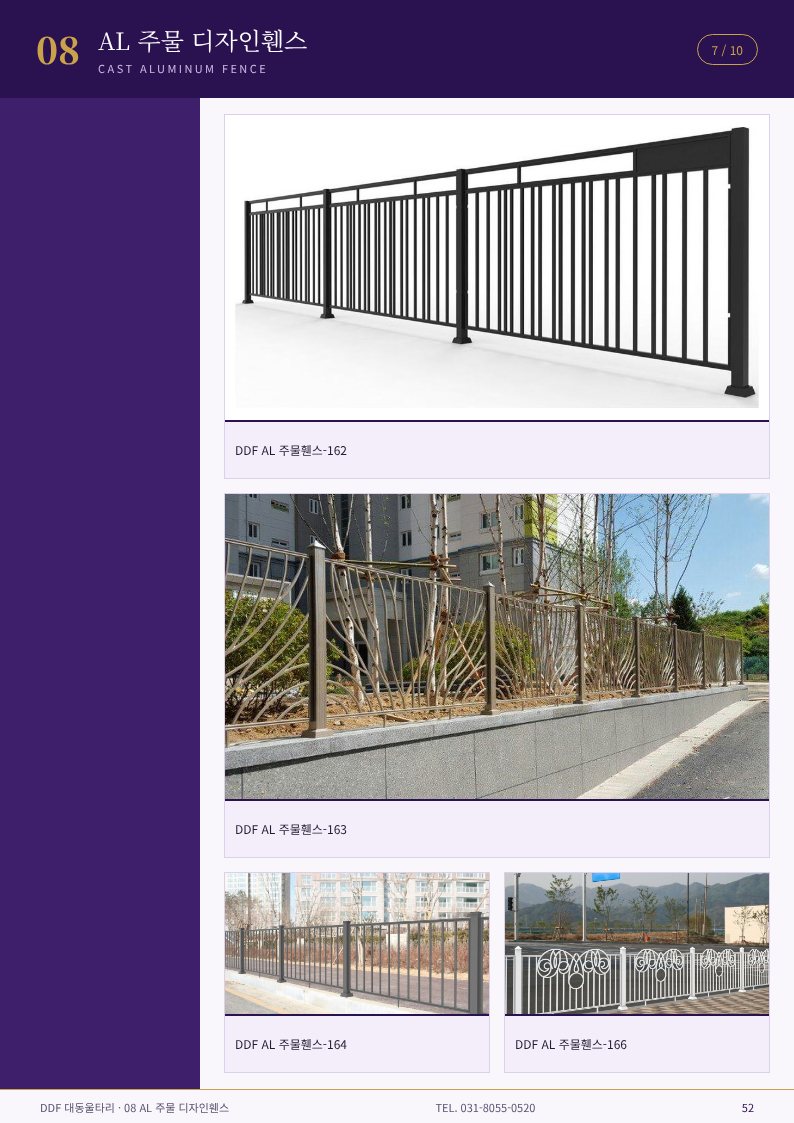 08
AL 주물 디자인휀스
CAST ALUMINUM FENCE
7 / 10
DDF AL 주물휀스-162
DDF AL 주물휀스-163
DDF AL 주물휀스-164
DDF AL 주물휀스-166
DDF 대동울타리 · 08 AL 주물 디자인휀스
TEL. 031-8055-0520
52